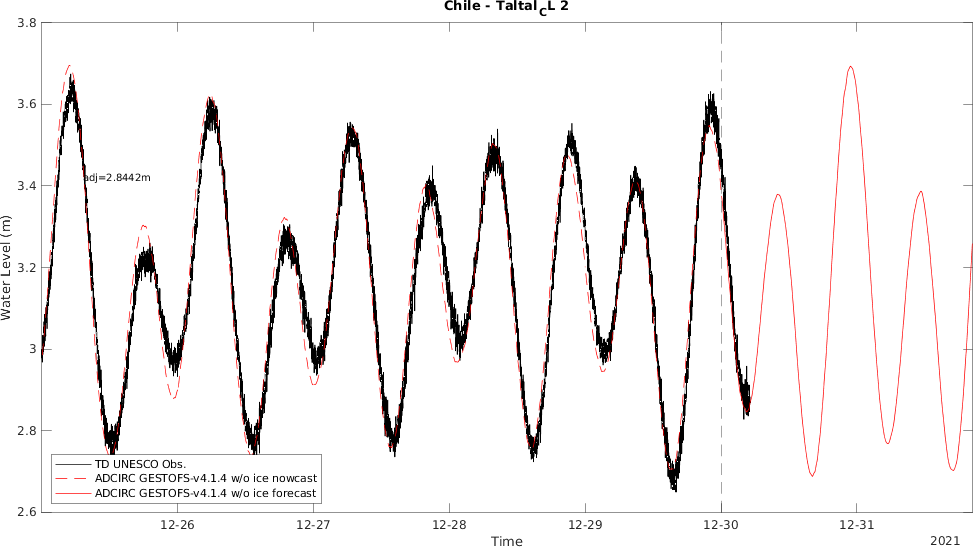 Chile - Taltal_CL 2
3.8
3.6
3.4
3.2
3
2.8
2.6
Water Level (m)
adj=2.8442m
TD UNESCO Obs.
ADCIRC GESTOFS-v4.1.4 w/o ice nowcast
ADCIRC GESTOFS-v4.1.4 w/o ice forecast
12-26
12-27
12-28
12-29
12-30
12-31
Time
2021